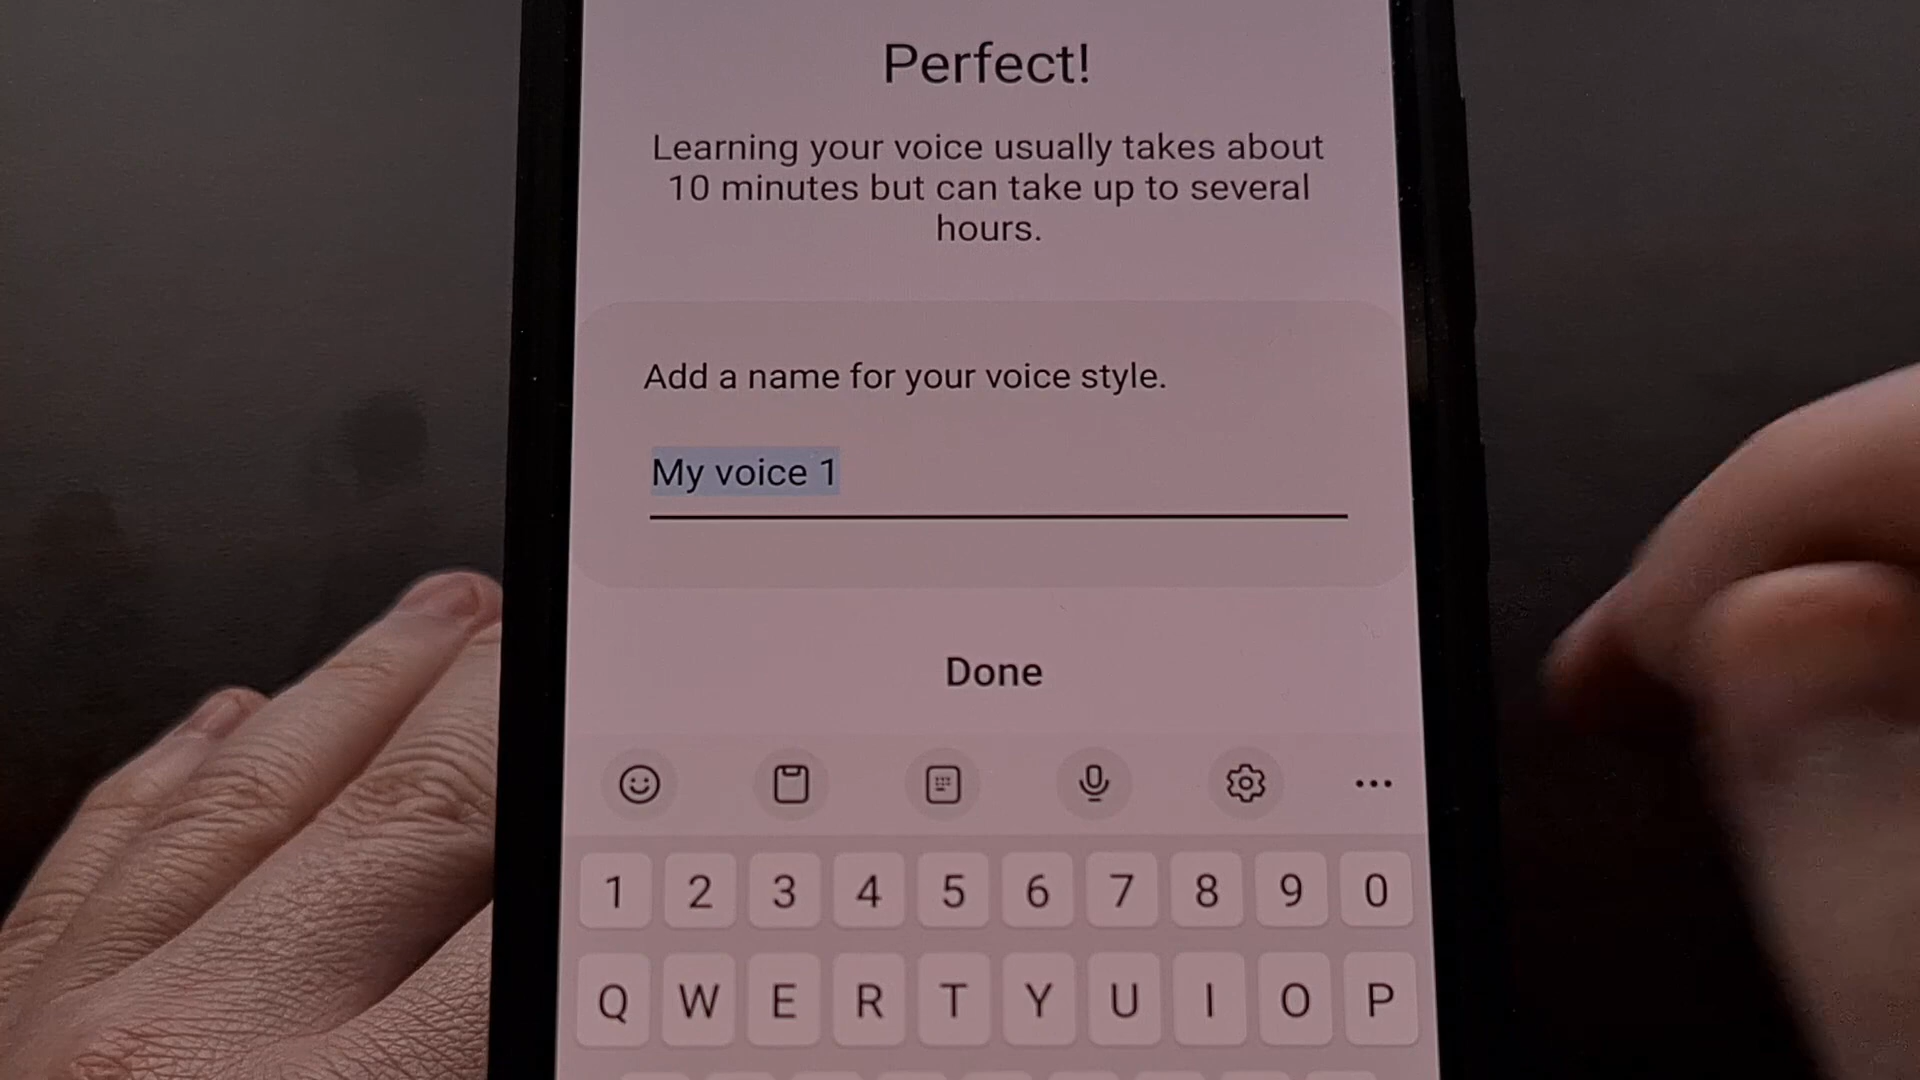 Perfect!
Learning your voice usually takes about
10 minutes but can take up to several
hours.
Add a name for your voice style.
My voice 1
Done
1 2 3 4 5 6 7 8 9 0
Q W E R T Y U I O P